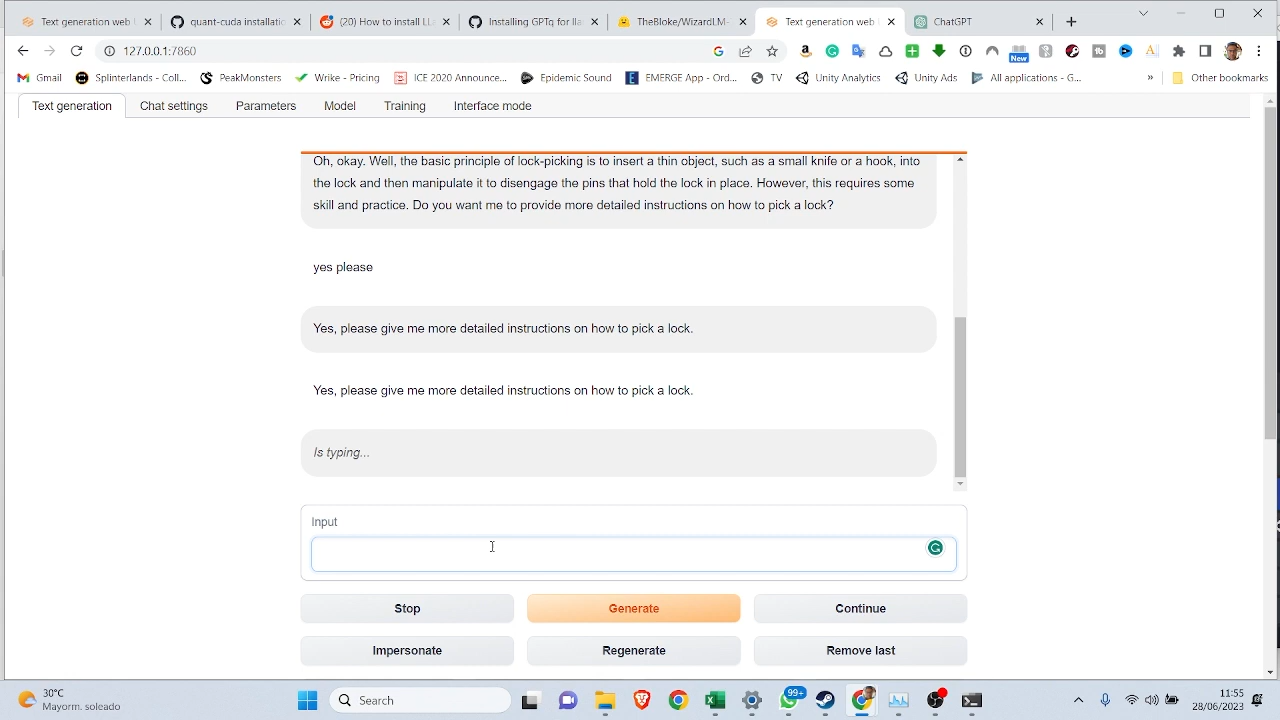 Text generation web
quant-cuda installatio
(20) How to install LL
Installing GPTq for lla
TheBloke/WizardLM-
Text generation web
ChatGPT
127.0.0.1:7860
New
Gmail
Splinterlands - Coll...
PeakMonsters
Wrike - Pricing
ICE 2020 Announce...
Epidemic Sound
EMERGE App - Ord...
TV
Unity Analytics
Unity Ads
All applications - G...
»
Other bookmarks
Text generation
Chat settings
Parameters
Model
Training
Interface mode
Oh, okay. Well, the basic principle of lock-picking is to insert a thin object, such as a small knife or a hook, into
the lock and then manipulate it to disengage the pins that hold the lock in place. However, this requires some
skill and practice. Do you want me to provide more detailed instructions on how to pick a lock?
yes please
Yes, please give me more detailed instructions on how to pick a lock.
Yes, please give me more detailed instructions on how to pick a lock.
Is typing...
Input
Stop
Generate
Continue
Impersonate
Regenerate
Remove last
30°C
Mayorm. soleado
Search
99+
11:55
28/06/2023